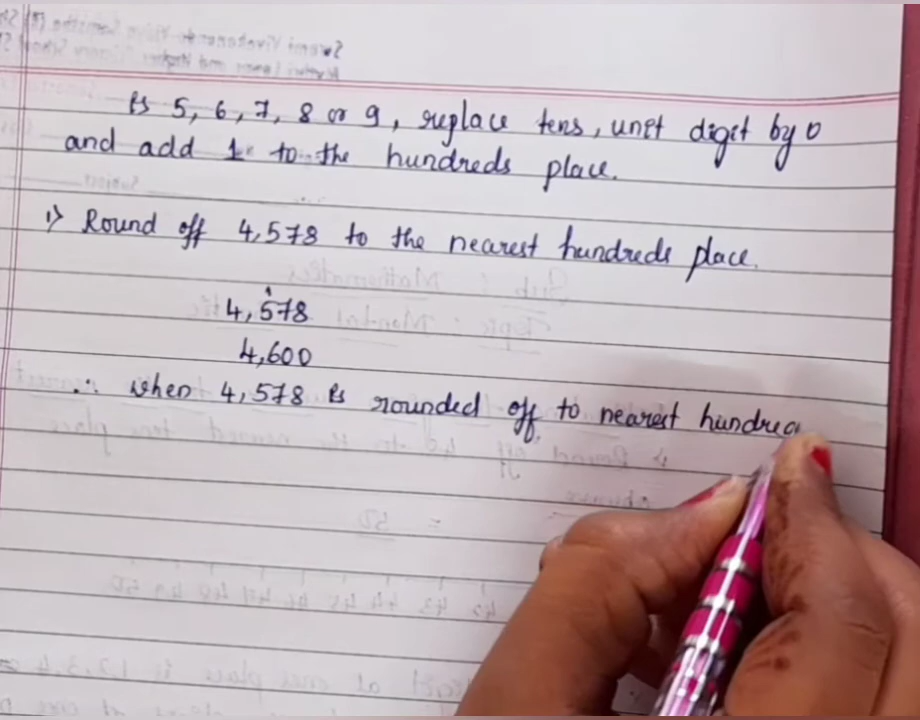 is 5, 6, 7, 8 or 9, replace tens, unit digit by 0
and add 1 to the hundreds place.
1) Round off 4,578 to the nearest hundreds place.
4,578
4,600
∴ when 4,578 is rounded off to nearest hundred